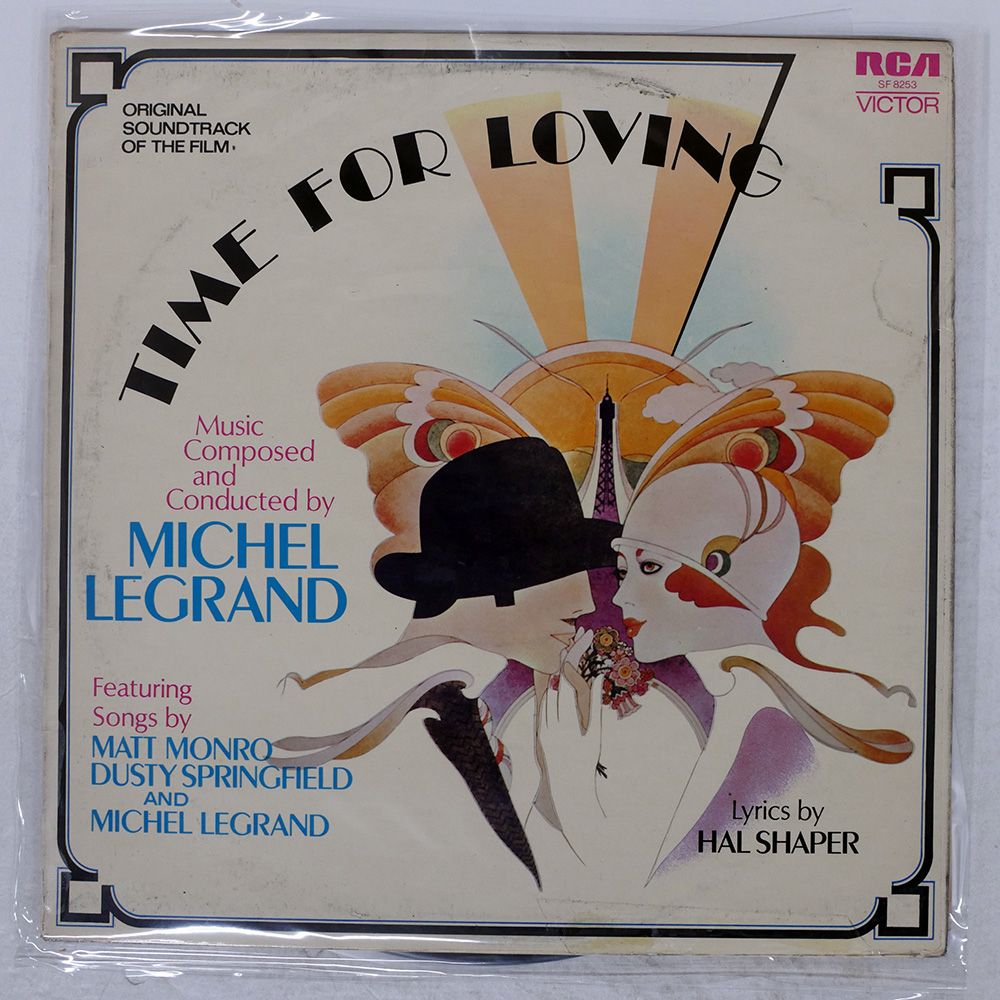 ORIGINAL
SOUNDTRACK
OF THE FILM
TIME FOR LOVING
RCA
SF 8253
VICTOR
Music
Composed
and
Conducted by
MICHEL
LEGRAND
Featuring
Songs by
MATT MONRO
DUSTY SPRINGFIELD
AND
MICHEL LEGRAND
Lyrics by
HAL SHAPER